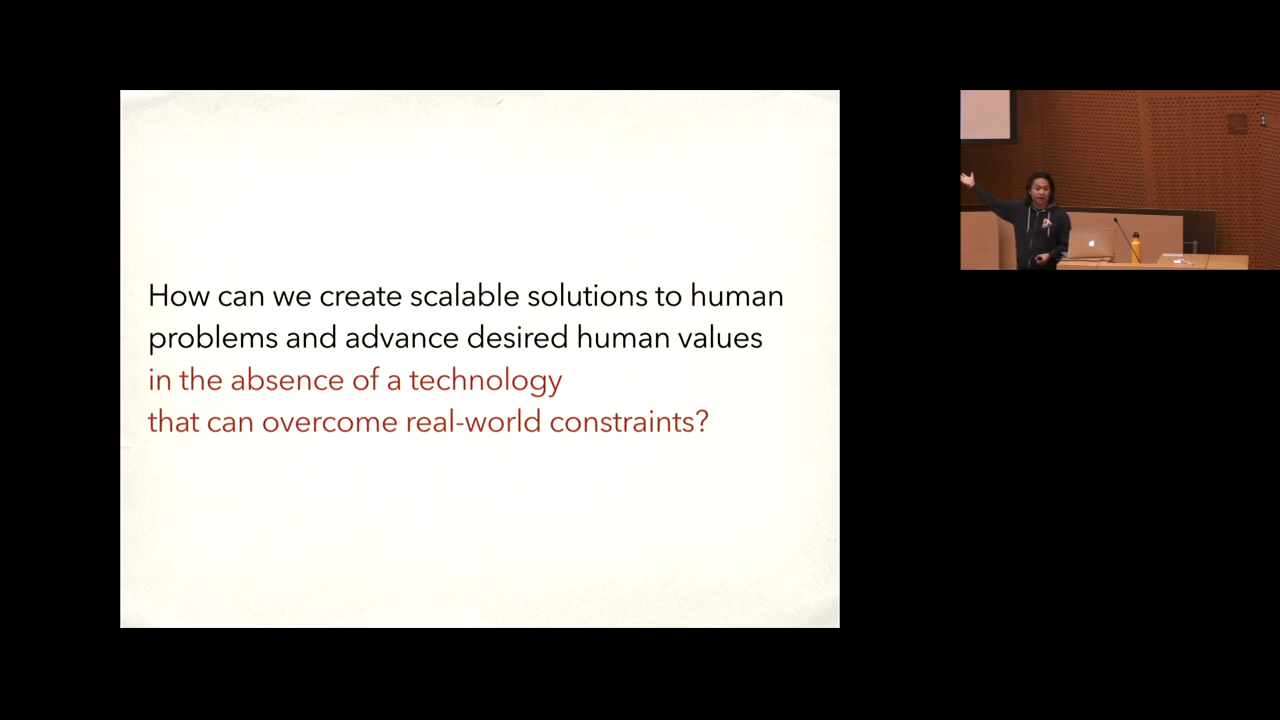 How can we create scalable solutions to human
problems and advance desired human values
in the absence of a technology
that can overcome real-world constraints?